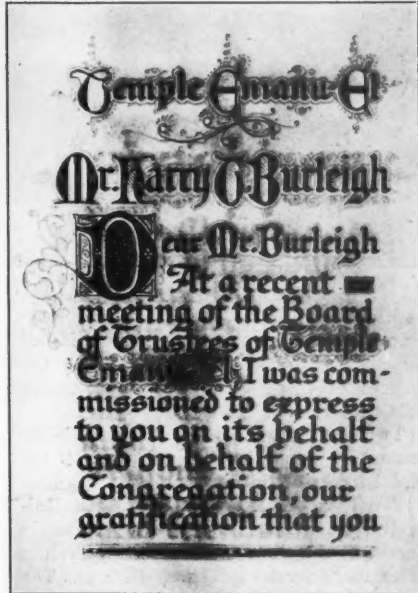 Temple Emanu-El
Mr. Harry T. Burleigh
Dear Mr. Burleigh
At a recent
meeting of the Board
of Trustees of Temple
Emanu-El, I was com-
missioned to express
to you on its behalf
and on behalf of the
Congregation, our
gratification that you